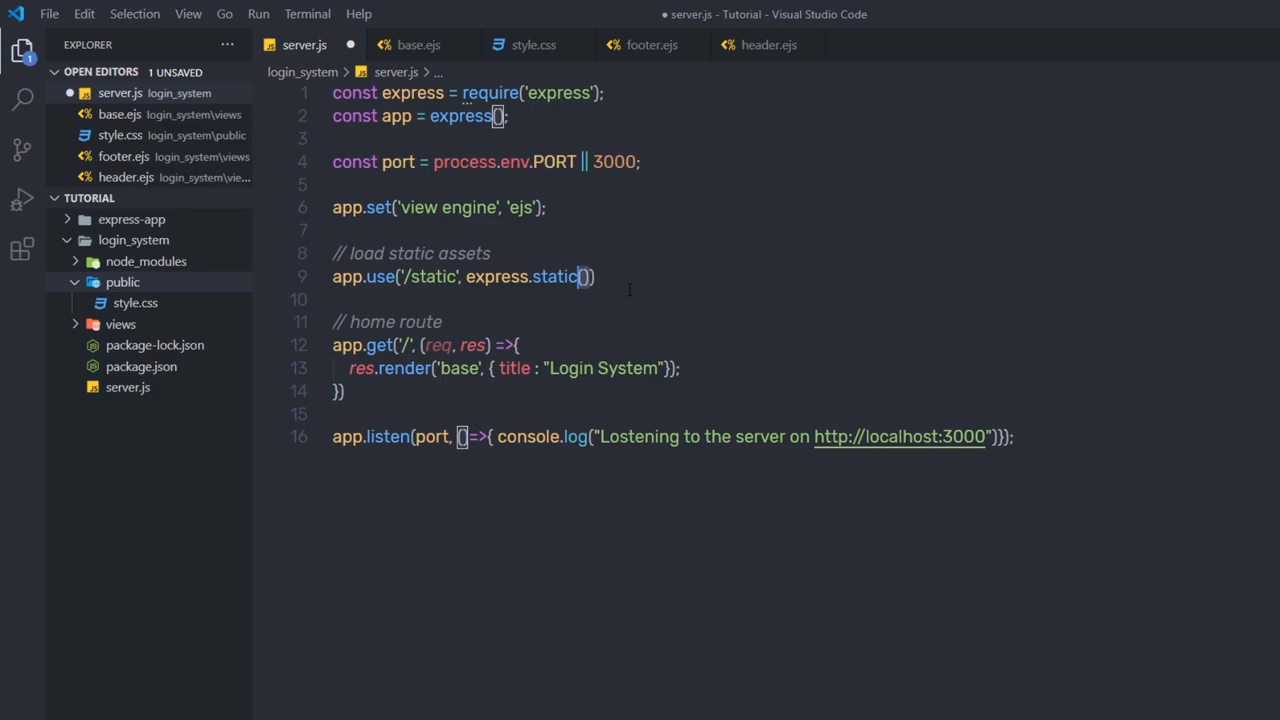 File Edit Selection View Go Run Terminal Help
● server.js - Tutorial - Visual Studio Code
EXPLORER ···
server.js ●
base.ejs
style.css
footer.ejs
header.ejs
1
OPEN EDITORS 1 UNSAVED
server.js login_system
base.ejs login_system\views
style.css login_system\public
footer.ejs login_system\views
header.ejs login_system\vie...
TUTORIAL
express-app
login_system
node_modules
public
style.css
views
package-lock.json
package.json
server.js
login_system > server.js > ...
1 const express = require('express');
2 const app = express();
3
4 const port = process.env.PORT || 3000;
5
6 app.set('view engine', 'ejs');
7
8 // load static assets
9 app.use('/static', express.static())
10
11 // home route
12 app.get('/', (req, res) =>{
13 res.render('base', { title : "Login System"});
14 })
15
16 app.listen(port, ()=>{ console.log("Lostening to the server on http://localhost:3000")});